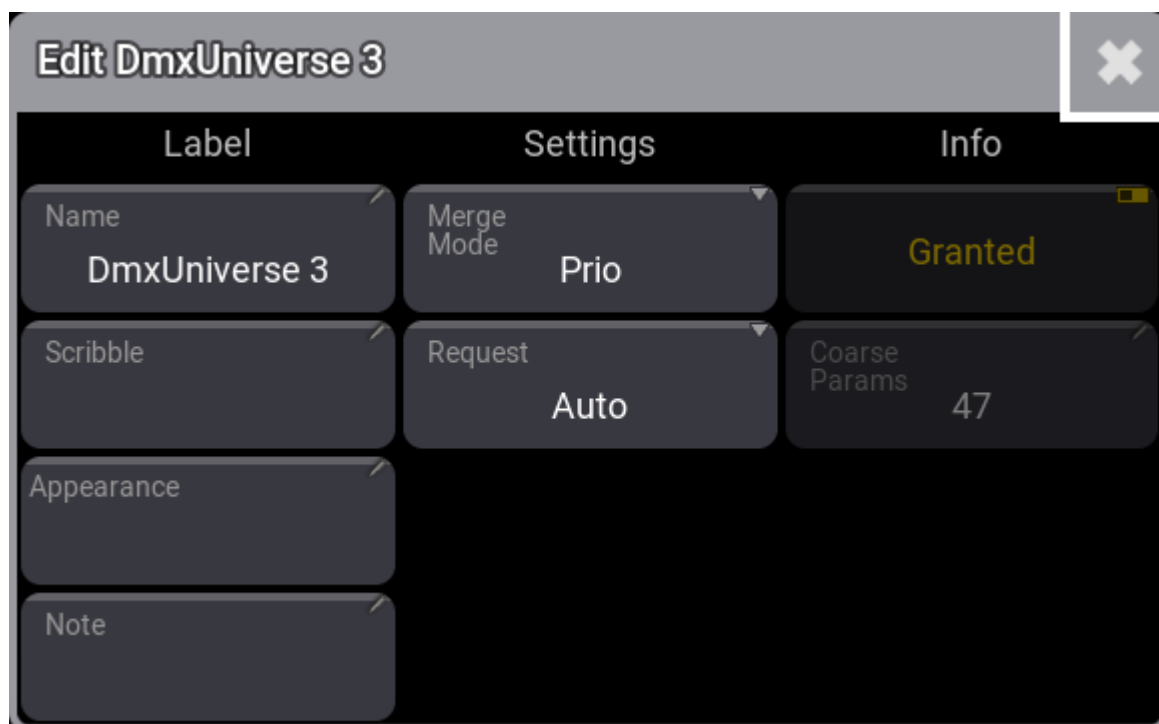 Edit DmxUniverse 3
Label
Settings
Info
Name
DmxUniverse 3
Merge
Mode
Prio
Granted
Scribble
Request
Auto
Coarse
Params
47
Appearance
Note